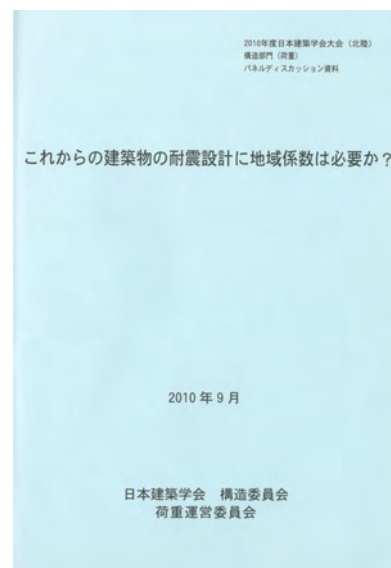 2010年度日本建築学会大会（北陸）
構造部門（荷重）
パネルディスカッション資料
これからの建築物の耐震設計に地域係数は必要か？
2010年9月
日本建築学会　構造委員会
荷重運営委員会